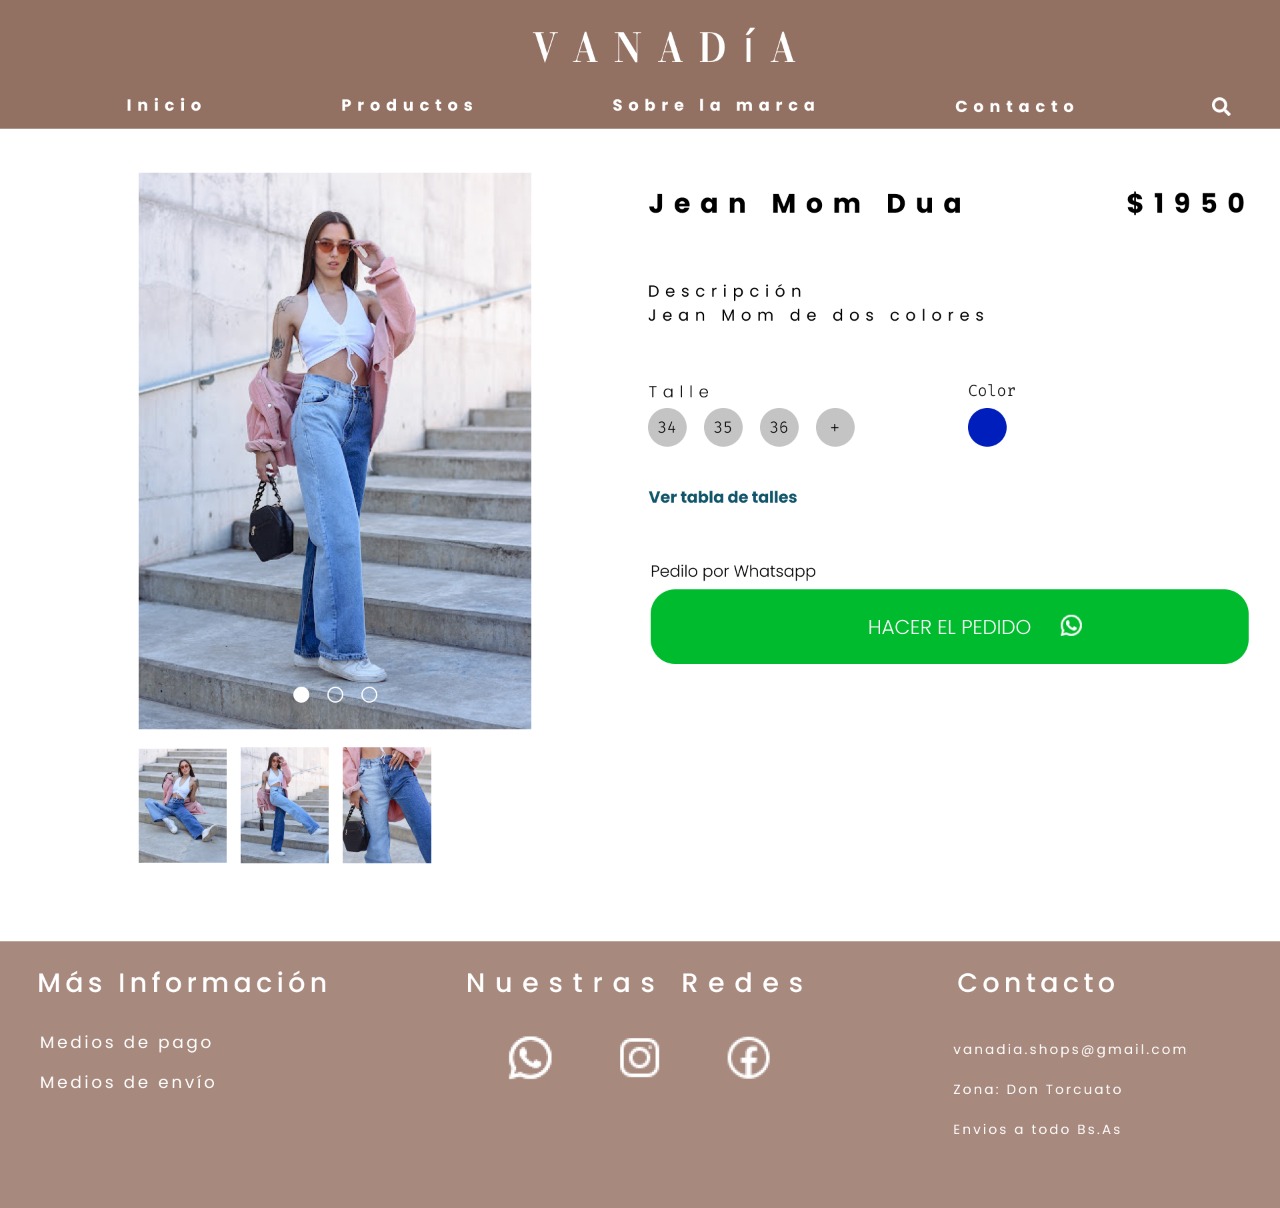 VANADÍA
Inicio Productos Sobre la marca Contacto
Jean Mom Dua $1950
Descripción
Jean Mom de dos colores
Talle Color
34 35 36 +
Ver tabla de talles
Pedilo por Whatsapp
HACER EL PEDIDO
Más Información Nuestras Redes Contacto
Medios de pago
vanadia.shops@gmail.com
Medios de envío
Zona: Don Torcuato
Envios a todo Bs.As